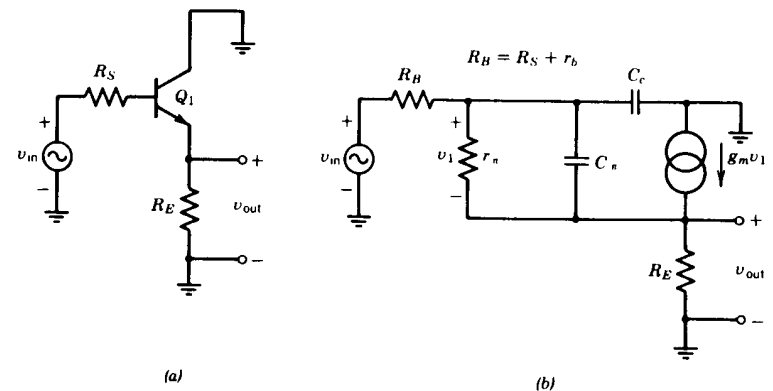 R_S
Q_1
+
v_in
−
+
R_E
v_out
−
(a)
R_B = R_S + r_b
R_B
C_c
+
v_in
−
+
v_1
r_π
−
C_π
g_m v_1
+
R_E
v_out
−
(b)